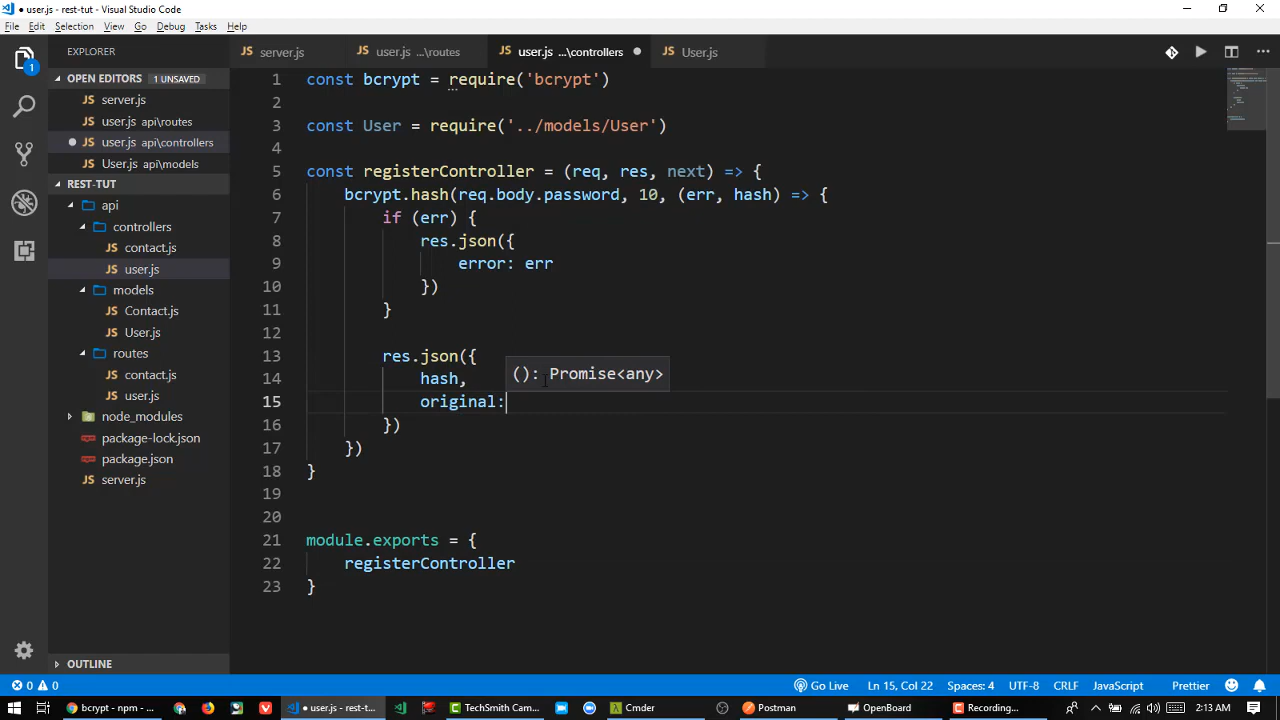 ● user.js - rest-tut - Visual Studio Code
File Edit Selection View Go Debug Tasks Help
EXPLORER
server.js
user.js ...\routes
user.js ...\controllers
User.js
1
OPEN EDITORS 1 UNSAVED
server.js
user.js api\routes
user.js api\controllers
User.js api\models
REST-TUT
api
controllers
contact.js
user.js
models
Contact.js
User.js
routes
contact.js
user.js
node_modules
package-lock.json
package.json
server.js
OUTLINE
1 const bcrypt = require('bcrypt')
2
3 const User = require('../models/User')
4
5 const registerController = (req, res, next) => {
6 bcrypt.hash(req.body.password, 10, (err, hash) => {
7 if (err) {
8 res.json({
9 error: err
10 })
11 }
12
13 res.json({
(): Promise<any>
14 hash,
15 original:
16 })
17 })
18 }
19
20
21 module.exports = {
22 registerController
23 }
0 0
Go Live Ln 15, Col 22 Spaces: 4 UTF-8 CRLF JavaScript Prettier
bcrypt - npm - ...
● user.js - rest-t...
TechSmith Cam...
Cmder
Postman
OpenBoard
Recording...
2:13 AM